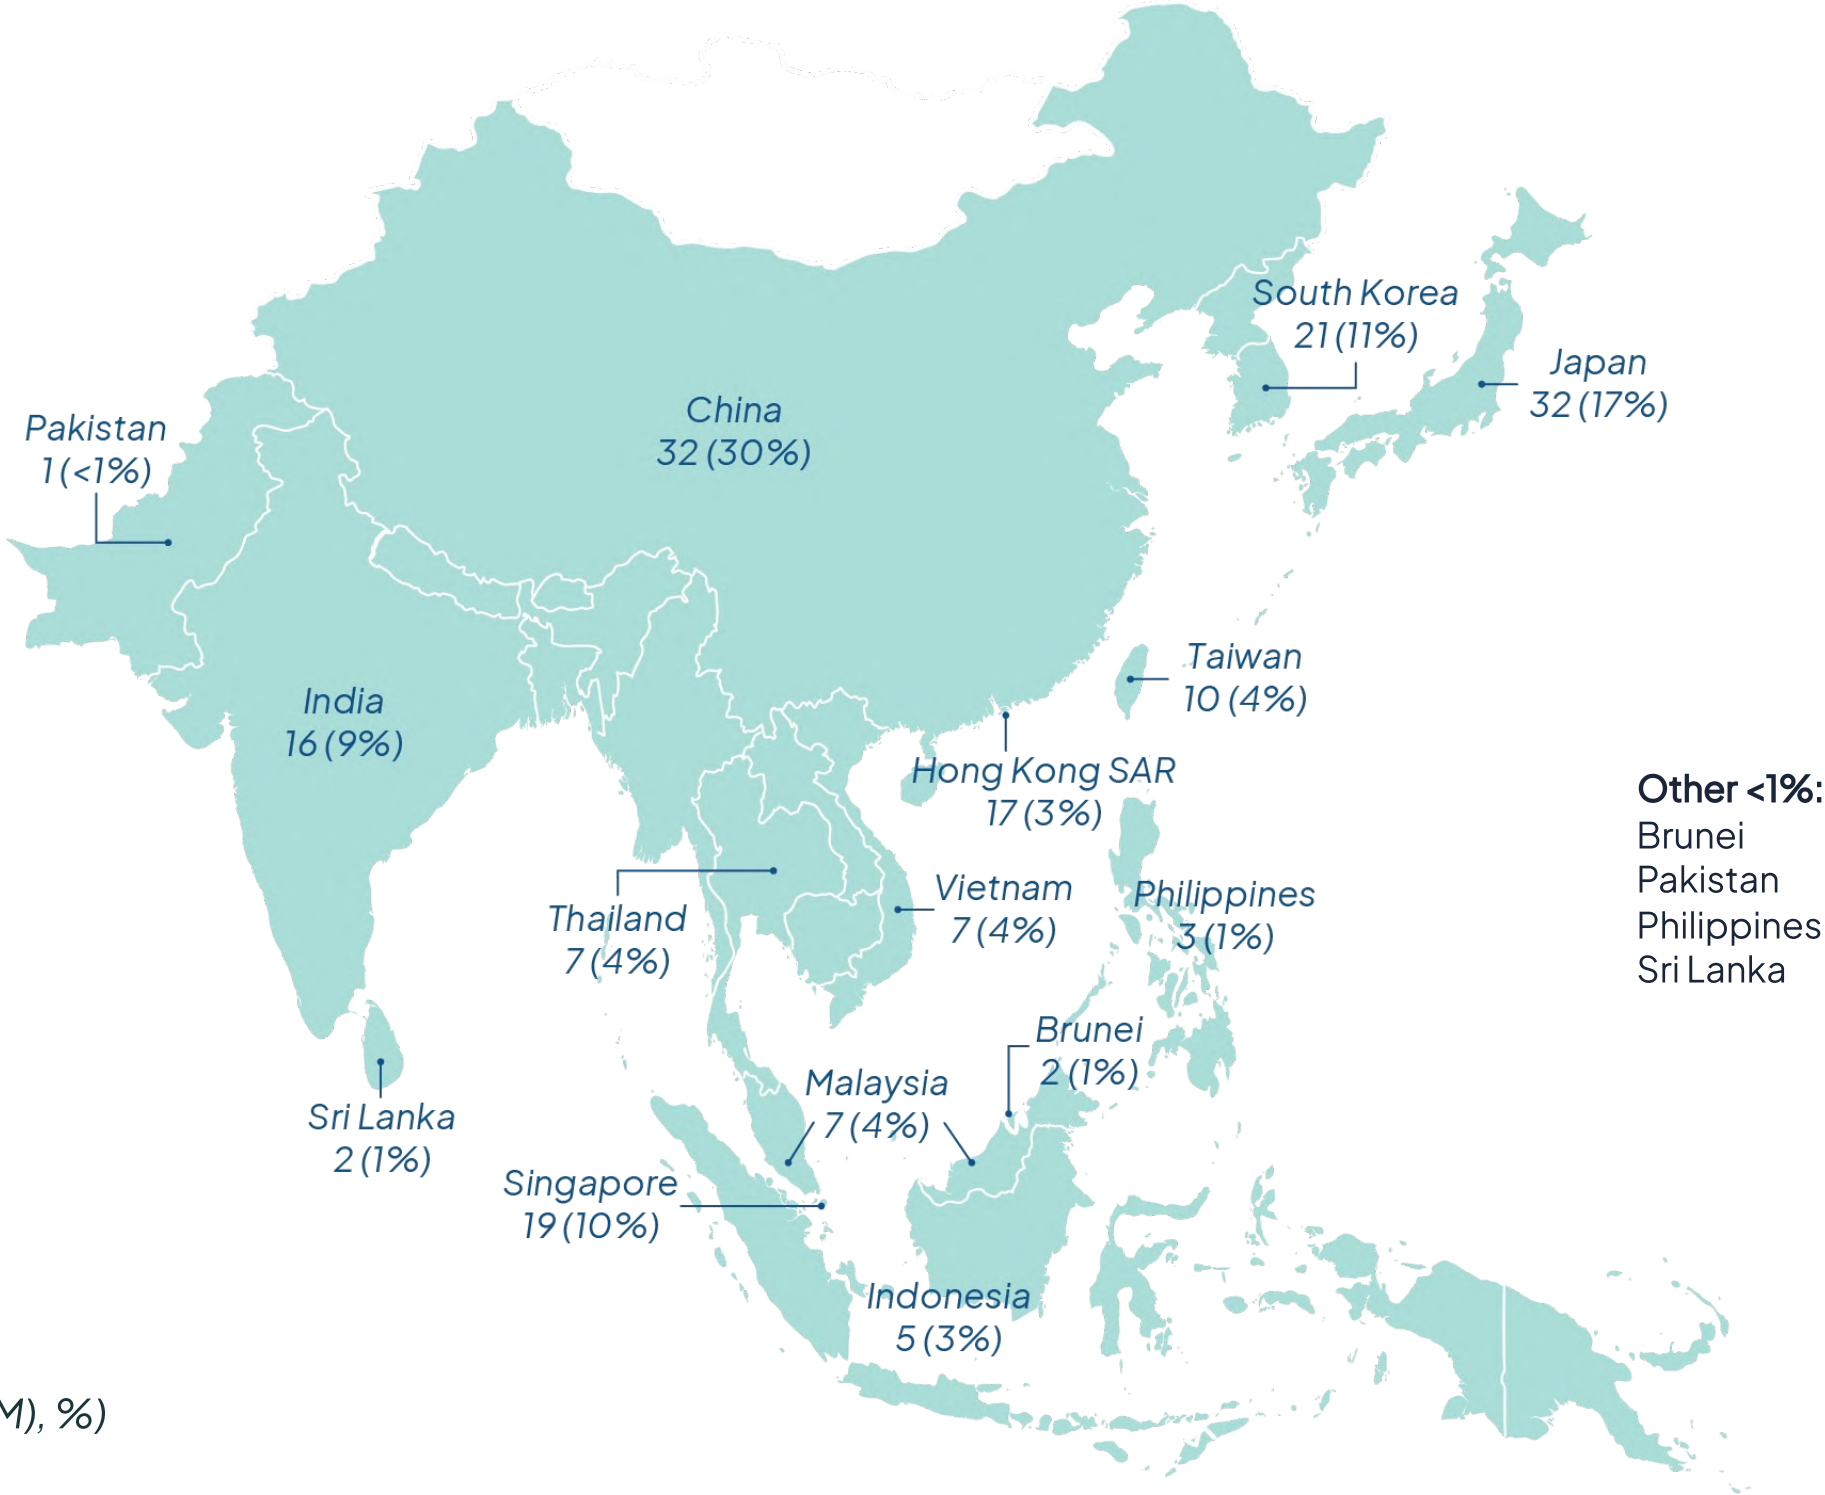 South Korea
21 (11%)
Japan
32 (17%)
China
32 (30%)
Pakistan
1 (<1%)
Taiwan
10 (4%)
India
16 (9%)
Hong Kong SAR
17 (3%)
Other <1%:
Brunei
Pakistan
Philippines
Sri Lanka
Vietnam
7 (4%)
Philippines
3 (1%)
Thailand
7 (4%)
Brunei
2 (1%)
Malaysia
7 (4%)
Sri Lanka
2 (1%)
Singapore
19 (10%)
Indonesia
5 (3%)
M), %)